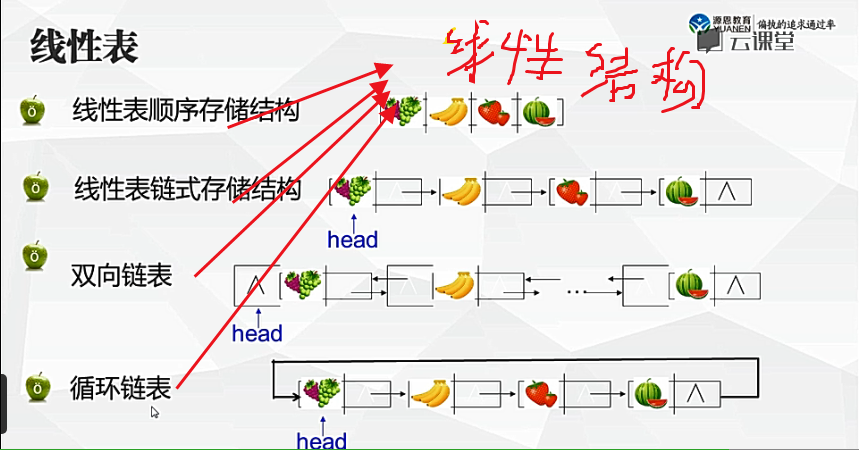 线性表
源恩教育
YUANEN
偏执的追求通过率
云课堂
线性结构
线性表顺序存储结构
线性表链式存储结构
∧
head
双向链表
∧
…
∧
head
循环链表
∧
head